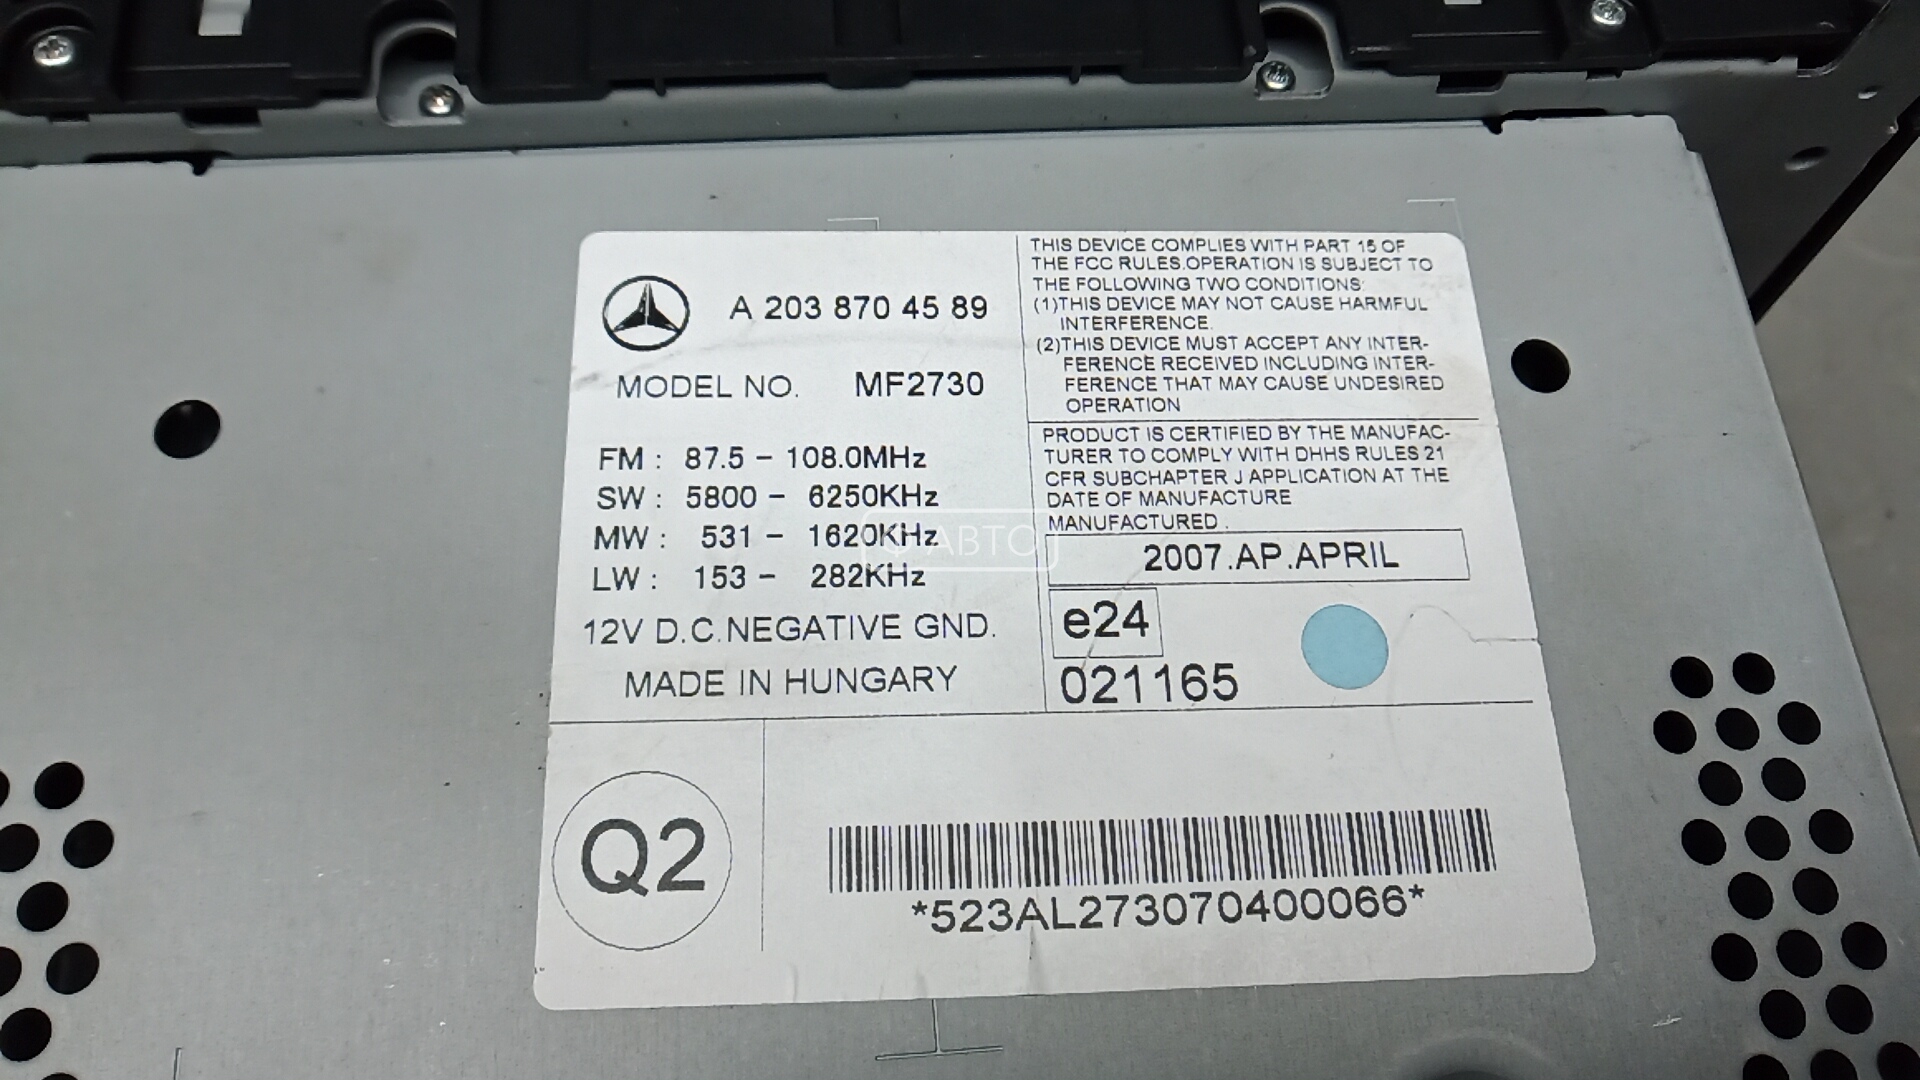 A 203 870 45 89
MODEL NO. MF2730
FM : 87.5 - 108.0MHz
SW : 5800 - 6250KHz
MW : 531 - 1620KHz
LW : 153 - 282KHz
12V D.C.NEGATIVE GND.
MADE IN HUNGARY
THIS DEVICE COMPLIES WITH PART 15 OF
THE FCC RULES.OPERATION IS SUBJECT TO
THE FOLLOWING TWO CONDITIONS:
(1)THIS DEVICE MAY NOT CAUSE HARMFUL
INTERFERENCE.
(2)THIS DEVICE MUST ACCEPT ANY INTER-
FERENCE RECEIVED INCLUDING INTER-
FERENCE THAT MAY CAUSE UNDESIRED
OPERATION
PRODUCT IS CERTIFIED BY THE MANUFAC-
TURER TO COMPLY WITH DHHS RULES 21
CFR SUBCHAPTER J APPLICATION AT THE
DATE OF MANUFACTURE
MANUFACTURED .
2007.AP.APRIL
e24
021165
Q2
*523AL273070400066*
АВТО